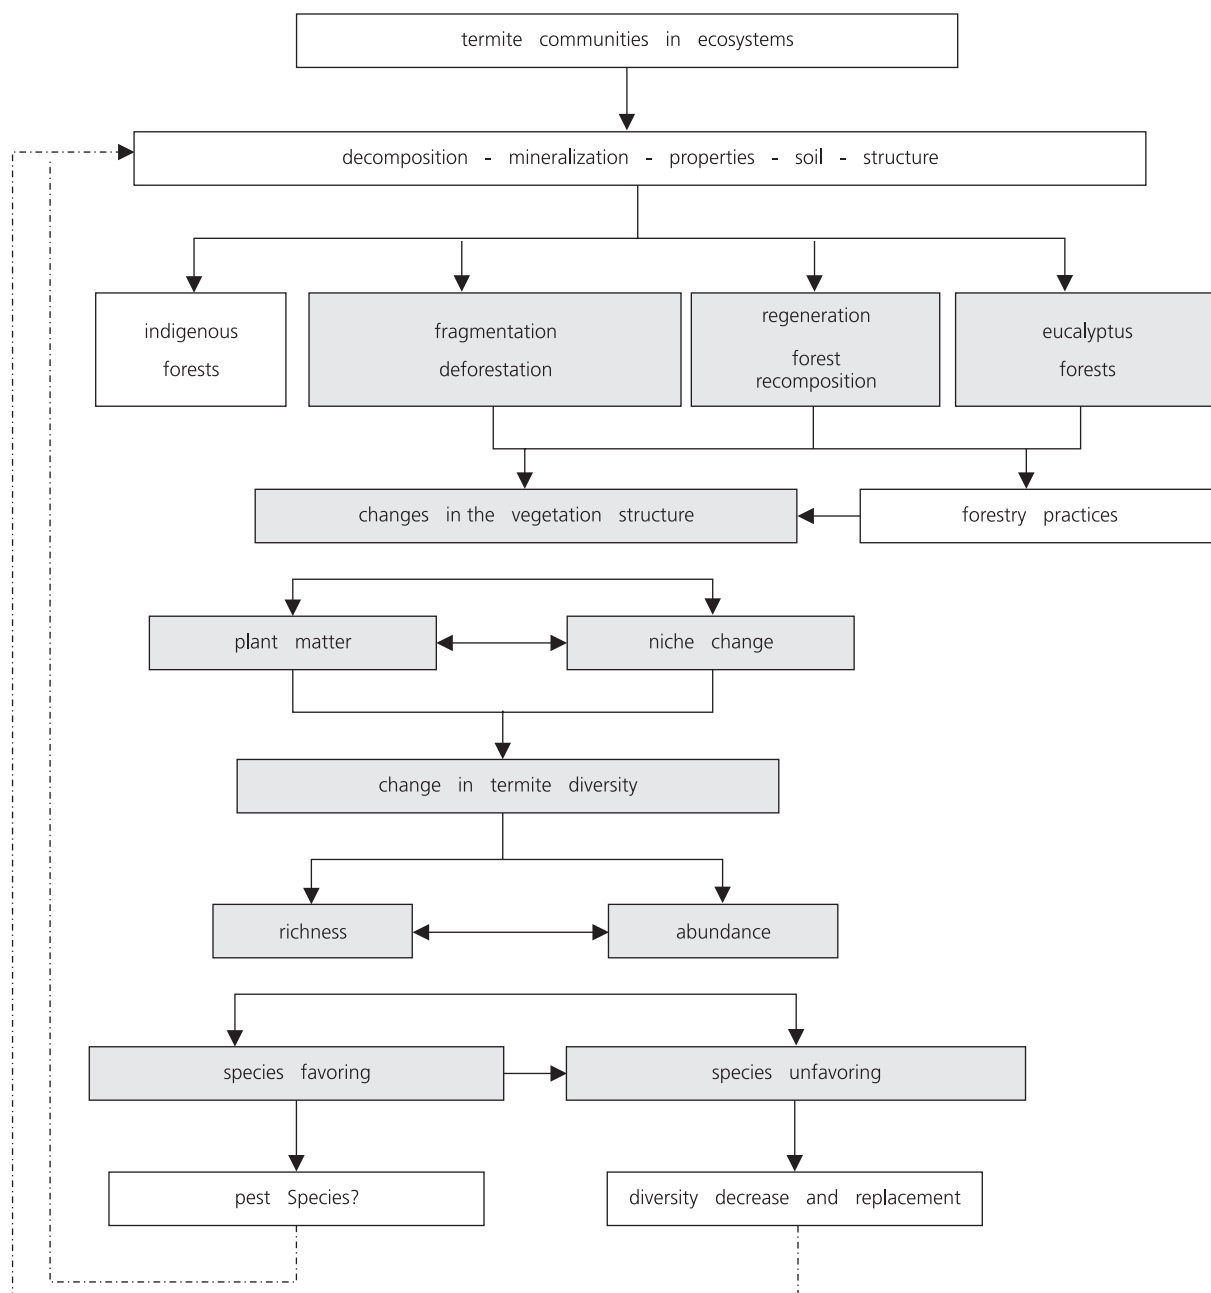 termite communities in ecosystems
decomposition - mineralization - properties - soil - structure
indigenous
forests
fragmentation
deforestation
regeneration
forest
recomposition
eucalyptus
forests
changes in the vegetation structure
forestry practices
plant matter
niche change
change in termite diversity
richness
abundance
species favoring
species unfavoring
pest Species?
diversity decrease and replacement